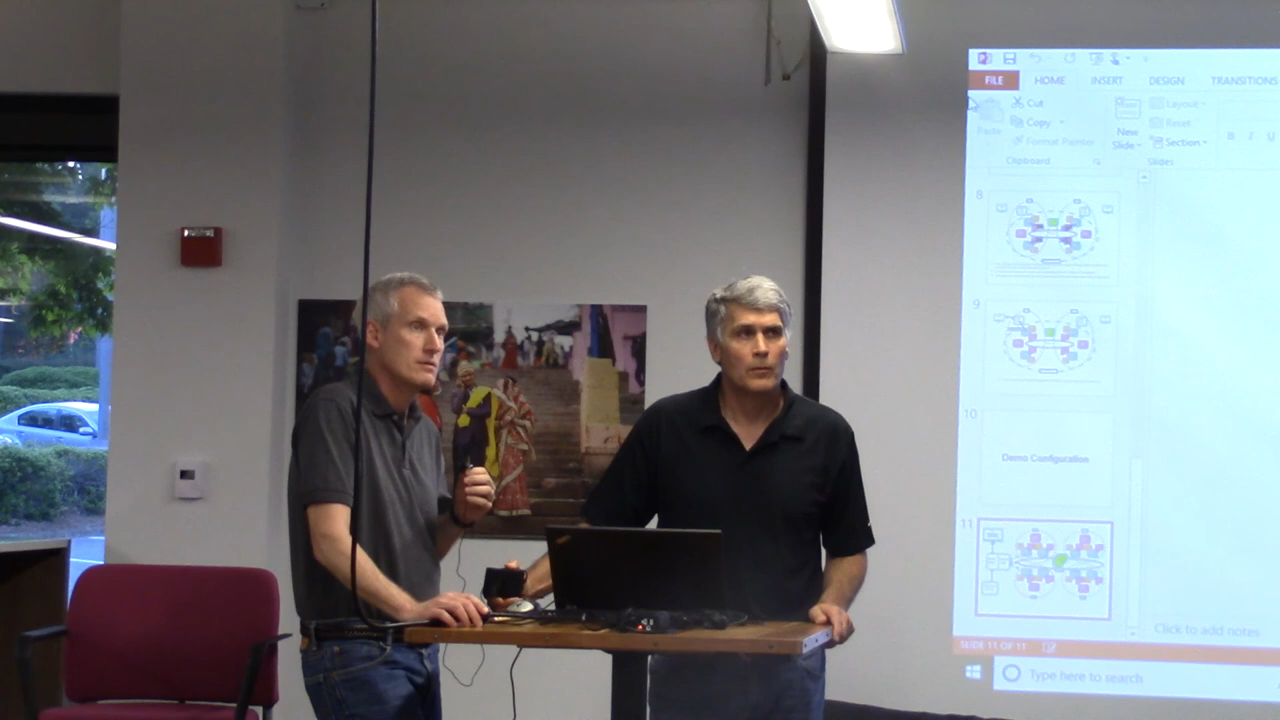 FILE HOME INSERT DESIGN TRANSITIONS
Cut
Copy
Format Painter
Paste
Clipboard
New
Slide
Layout
Reset
Section
Slides
B I U
8
9
10
Demo Configuration
11
Click to add notes
SLIDE 11 OF 11
Type here to search